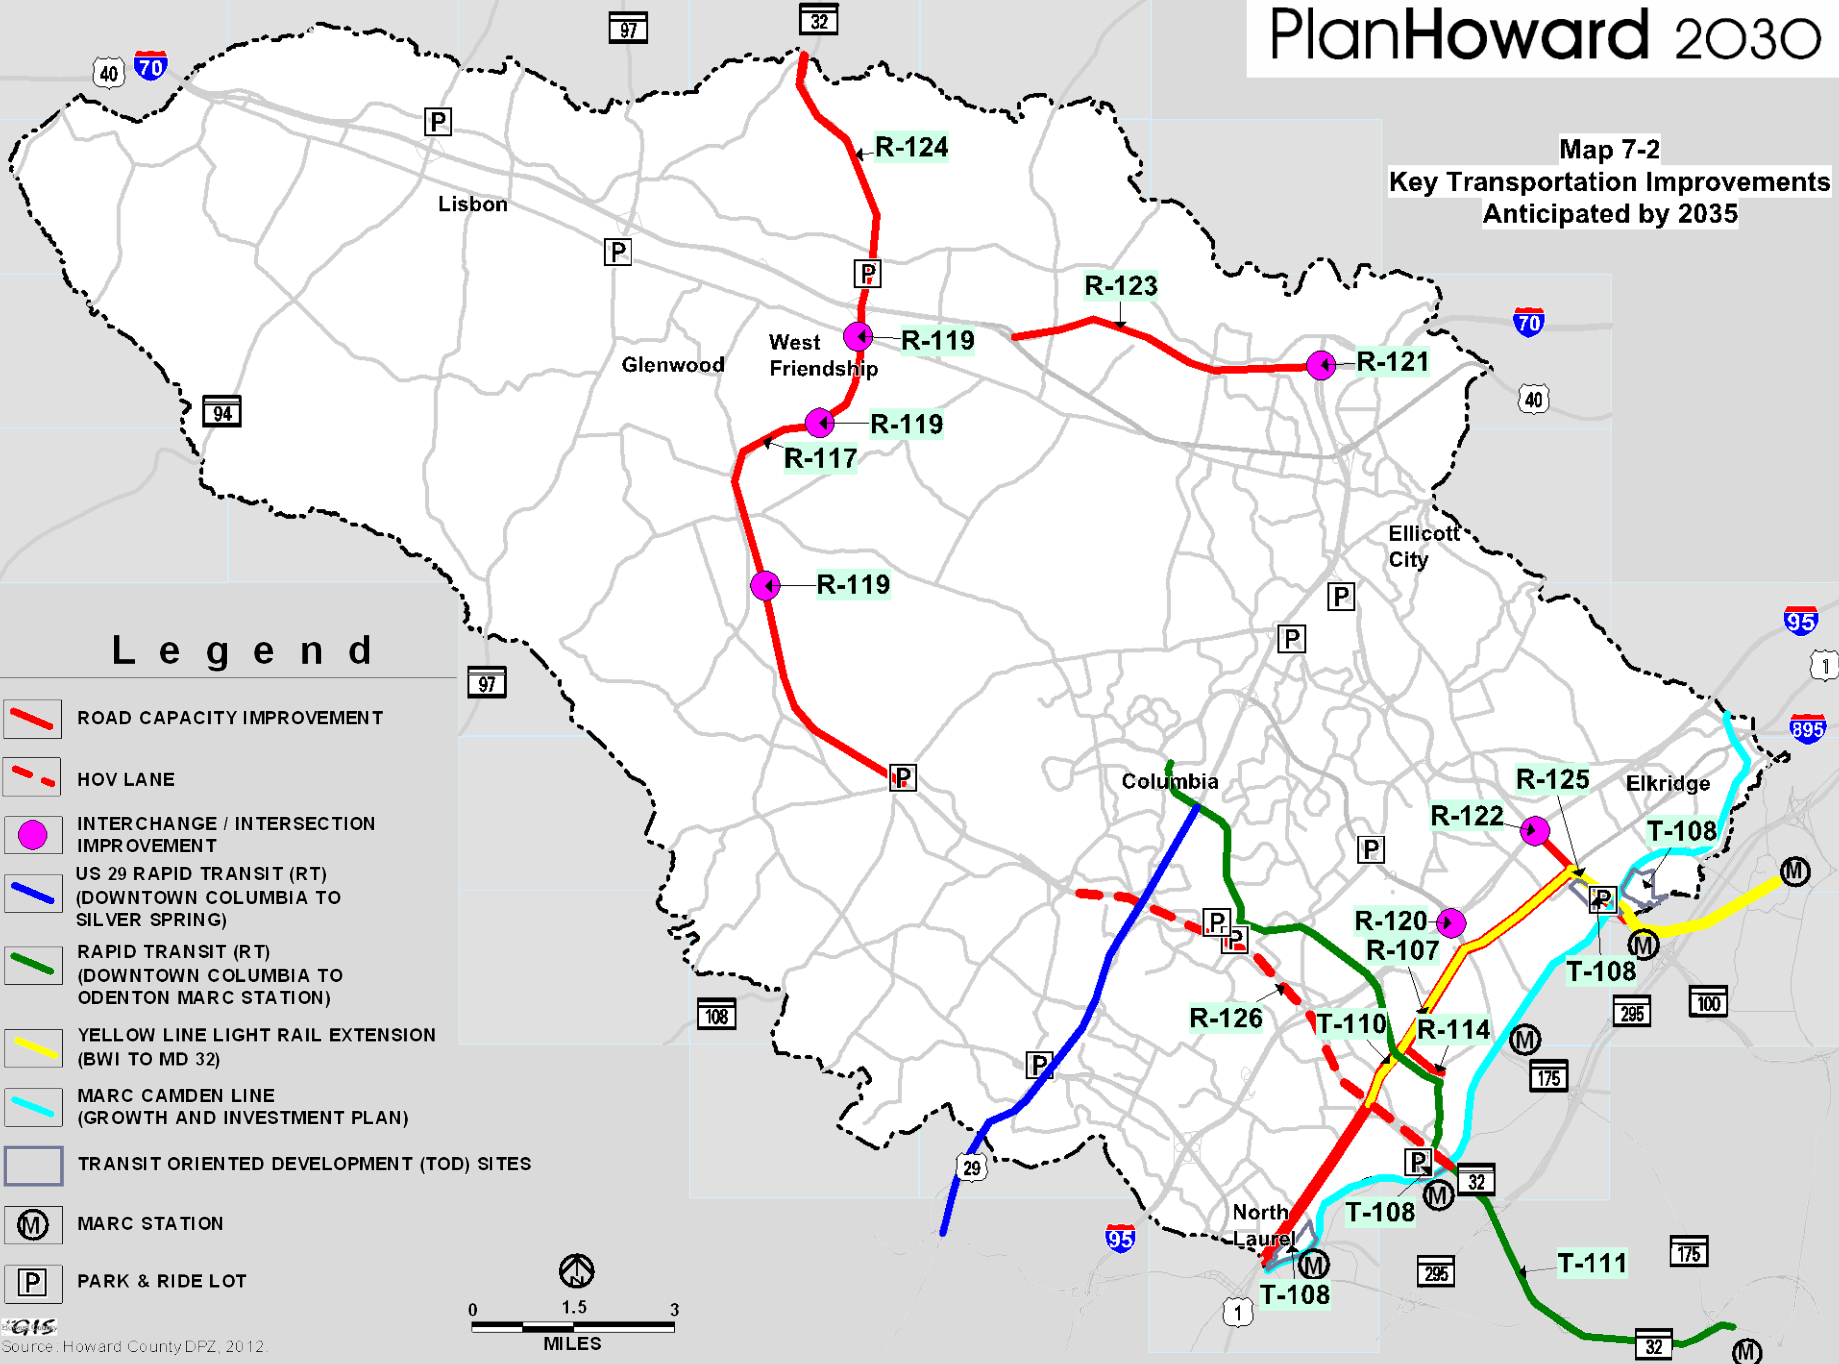 PlanHoward 2030
Map 7-2
Key Transportation Improvements
Anticipated by 2035
40
70
97
32
P
R-124
Lisbon
P
P
R-123
70
R-119
West
Friendship
Glenwood
R-121
40
94
R-119
R-117
Ellicott
City
R-119
P
P
95
1
97
895
P
Columbia
R-125
Elkridge
R-122
T-108
P
M
P
P
P
R-120
R-107
M
T-108
108
R-126
T-110
R-114
295
100
M
175
P
29
P
32
M
T-108
North
Laurel
95
M
T-108
1
295
T-111
175
32
M
Legend
ROAD CAPACITY IMPROVEMENT
HOV LANE
INTERCHANGE / INTERSECTION
IMPROVEMENT
US 29 RAPID TRANSIT (RT)
(DOWNTOWN COLUMBIA TO
SILVER SPRING)
RAPID TRANSIT (RT)
(DOWNTOWN COLUMBIA TO
ODENTON MARC STATION)
YELLOW LINE LIGHT RAIL EXTENSION
(BWI TO MD 32)
MARC CAMDEN LINE
(GROWTH AND INVESTMENT PLAN)
TRANSIT ORIENTED DEVELOPMENT (TOD) SITES
M MARC STATION
P PARK & RIDE LOT
N
0 1.5 3
MILES
GIS
Source: Howard County DPZ, 2012.